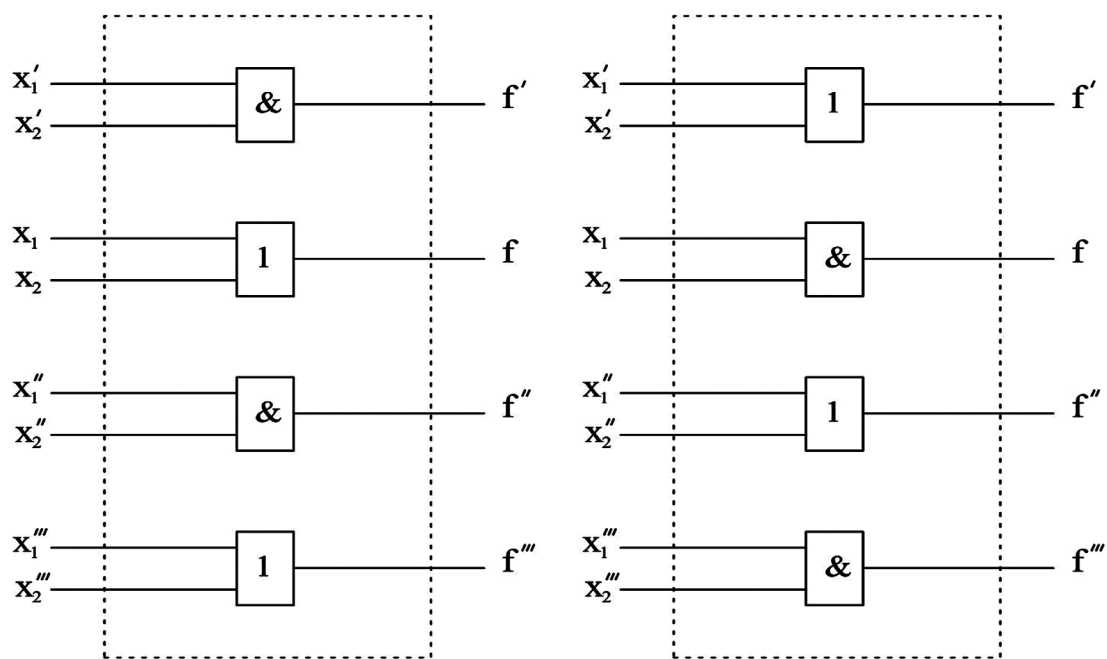 x₁′ & f′ x₁′ 1 f′
x₂′ x₂′
x₁ 1 f x₁ & f
x₂ x₂
x₁″ & f″ x₁″ 1 f″
x₂″ x₂″
x₁‴ 1 f‴ x₁‴ & f‴
x₂‴ x₂‴